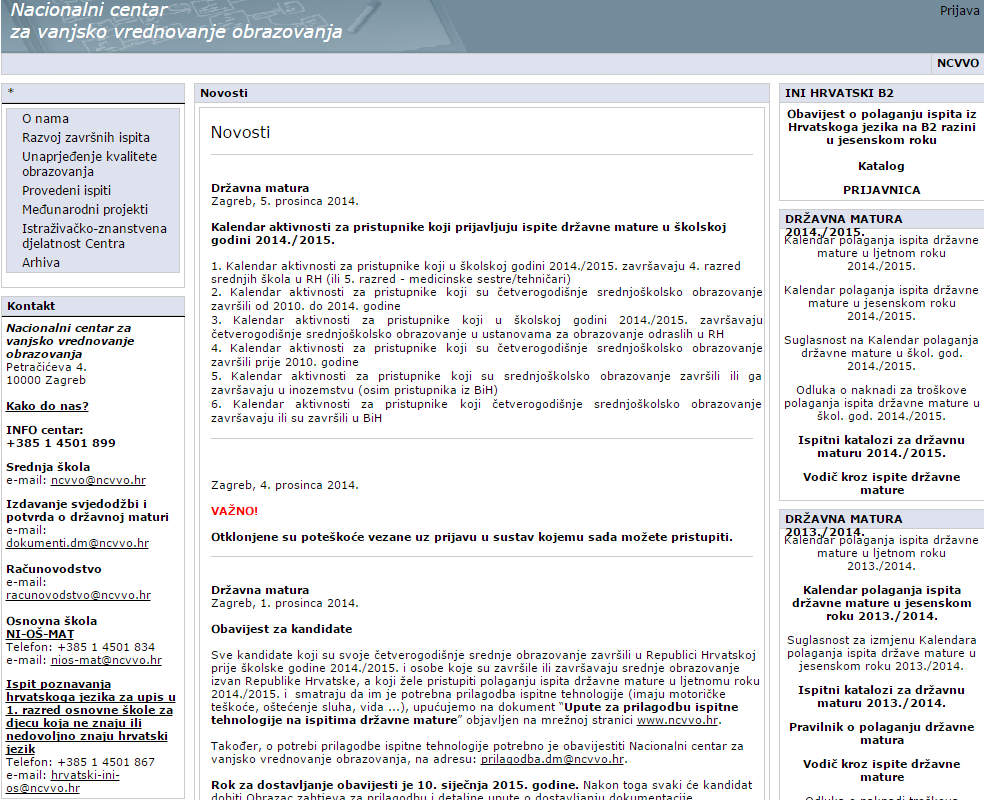 Nacionalni centar
za vanjsko vrednovanje obrazovanja
Prijava
NCVVO
*
O nama
Razvoj završnih ispita
Unaprjeđenje kvalitete
obrazovanja
Provedeni ispiti
Međunarodni projekti
Istraživačko-znanstvena
djelatnost Centra
Arhiva
Kontakt
Nacionalni centar za
vanjsko vrednovanje
obrazovanja
Petračićeva 4.
10000 Zagreb
Kako do nas?
INFO centar:
+385 1 4501 899
Srednja škola
e-mail: ncvvo@ncvvo.hr
Izdavanje svjedodžbi i
potvrda o državnoj maturi
e-mail:
dokumenti.dm@ncvvo.hr
Računovodstvo
e-mail:
racunovodstvo@ncvvo.hr
Osnovna škola
NI-OŠ-MAT
Telefon: +385 1 4501 834
e-mail: nios-mat@ncvvo.hr
Ispit poznavanja
hrvatskoga jezika za upis u
1. razred osnovne škole za
djecu koja ne znaju ili
nedovoljno znaju hrvatski
jezik
Telefon: +385 1 4501 867
e-mail: hrvatski-ini-
os@ncvvo.hr
Novosti
Novosti
Državna matura
Zagreb, 5. prosinca 2014.
Kalendar aktivnosti za pristupnike koji prijavljuju ispite državne mature u školskoj
godini 2014./2015.
1. Kalendar aktivnosti za pristupnike koji u školskoj godini 2014./2015. završavaju 4. razred
srednjih škola u RH (ili 5. razred - medicinske sestre/tehničari)
2. Kalendar aktivnosti za pristupnike koji su četverogodišnje srednjoškolsko obrazovanje
završili od 2010. do 2014. godine
3. Kalendar aktivnosti za pristupnike koji u školskoj godini 2014./2015. završavaju
četverogodišnje srednjoškolsko obrazovanje u ustanovama za obrazovanje odraslih u RH
4. Kalendar aktivnosti za pristupnike koji su četverogodišnje srednjoškolsko obrazovanje
završili prije 2010. godine
5. Kalendar aktivnosti za pristupnike koji su srednjoškolsko obrazovanje završili ili ga
završavaju u inozemstvu (osim pristupnika iz BiH)
6. Kalendar aktivnosti za pristupnike koji četverogodišnje srednjoškolsko obrazovanje
završavaju ili su završili u BiH
Zagreb, 4. prosinca 2014.
VAŽNO!
Otklonjene su poteškoće vezane uz prijavu u sustav kojemu sada možete pristupiti.
Državna matura
Zagreb, 1. prosinca 2014.
Obavijest za kandidate
Sve kandidate koji su svoje četverogodišnje srednje obrazovanje završili u Republici Hrvatskoj
prije školske godine 2014./2015. i osobe koje su završile ili završavaju srednje obrazovanje
izvan Republike Hrvatske, a koji žele pristupiti polaganju ispita državne mature u ljetnomu roku
2014./2015. i  smatraju da im je potrebna prilagodba ispitne tehnologije (imaju motoričke
teškoće, oštećenje sluha, vida ...), upućujemo na dokument “Upute za prilagodbu ispitne
tehnologije na ispitima državne mature” objavljen na mrežnoj stranici www.ncvvo.hr.
Također, o potrebi prilagodbe ispitne tehnologije potrebno je obavijestiti Nacionalni centar za
vanjsko vrednovanje obrazovanja, na adresu: prilagodba.dm@ncvvo.hr.
Rok za dostavljanje obavijesti je 10. siječnja 2015. godine. Nakon toga svaki će kandidat
dobiti Obrazac zahtjeva za prilagodbu i detaljne upute o dostavljanju dokumentacije.
INI HRVATSKI B2
Obavijest o polaganju ispita iz
Hrvatskoga jezika na B2 razini
u jesenskom roku
Katalog
PRIJAVNICA
DRŽAVNA MATURA
2014./2015.
Kalendar polaganja ispita državne
mature u ljetnom roku
2014./2015.
Kalendar polaganja ispita državne
mature u jesenskom roku
2014./2015.
Suglasnost na Kalendar polaganja
državne mature u škol. god.
2014./2015.
Odluka o naknadi za troškove
polaganja ispita državne mature u
škol. god. 2014./2015.
Ispitni katalozi za državnu
maturu 2014./2015.
Vodič kroz ispite državne
mature
DRŽAVNA MATURA
2013./2014.
Kalendar polaganja ispita državne
mature u ljetnom roku
2013./2014.
Kalendar polaganja ispita
državne mature u jesenskom
roku 2013./2014.
Suglasnost za izmjenu Kalendara
polaganja ispita države mature u
jesenskom roku 2013./2014.
Ispitni katalozi za državnu
maturu 2013./2014.
Pravilnik o polaganju državne
matura
Vodič kroz ispite državne
mature
Odluka o naknadi troškova